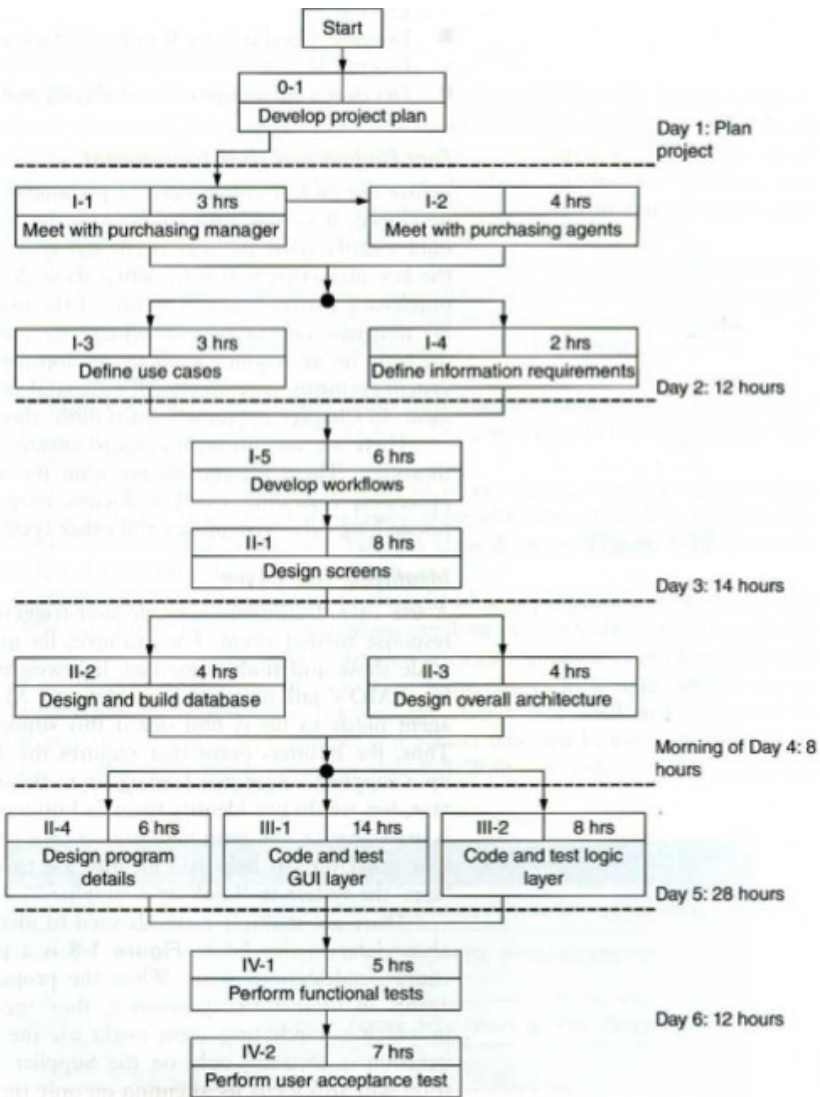 Start
0-1
Develop project plan
Day 1: Plan
project
I-1 3 hrs
Meet with purchasing manager
I-2 4 hrs
Meet with purchasing agents
I-3 3 hrs
Define use cases
I-4 2 hrs
Define information requirements
Day 2: 12 hours
I-5 6 hrs
Develop workflows
II-1 8 hrs
Design screens
Day 3: 14 hours
II-2 4 hrs
Design and build database
II-3 4 hrs
Design overall architecture
Morning of Day 4: 8
hours
II-4 6 hrs
Design program
details
III-1 14 hrs
Code and test
GUI layer
III-2 8 hrs
Code and test logic
layer
Day 5: 28 hours
IV-1 5 hrs
Perform functional tests
Day 6: 12 hours
IV-2 7 hrs
Perform user acceptance test